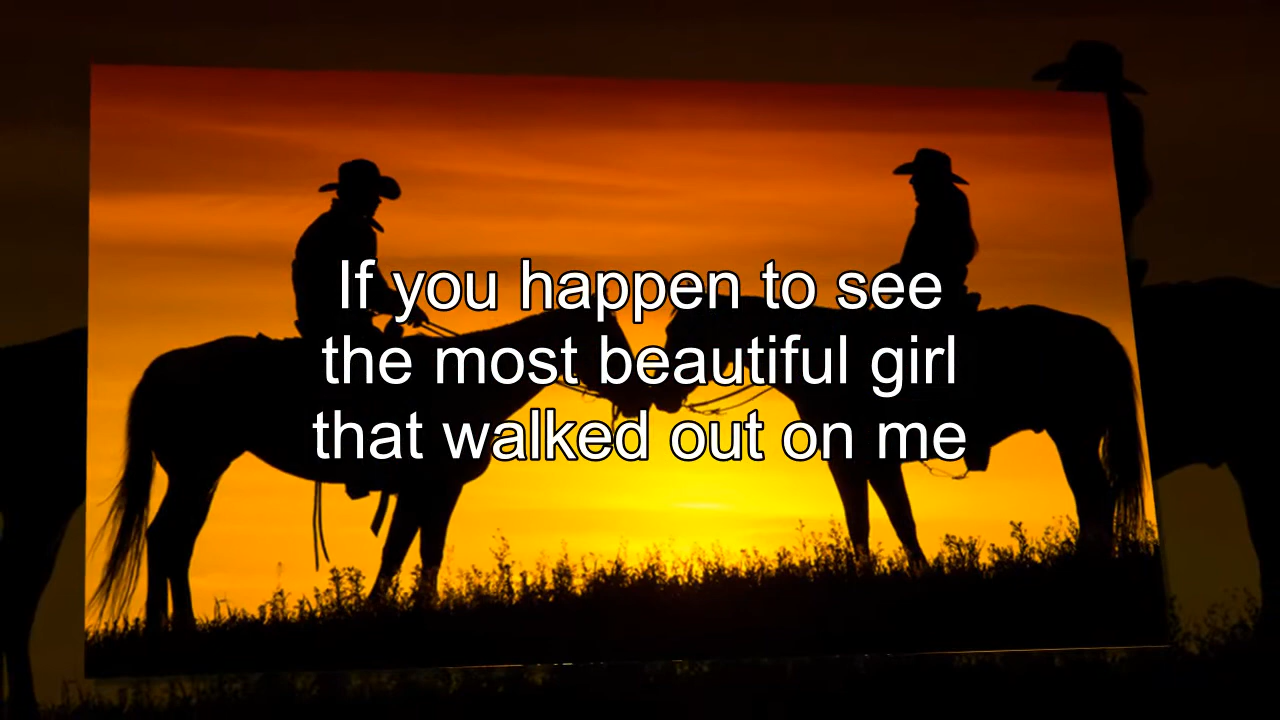 If you happen to see
the most beautiful girl
that walked out on me